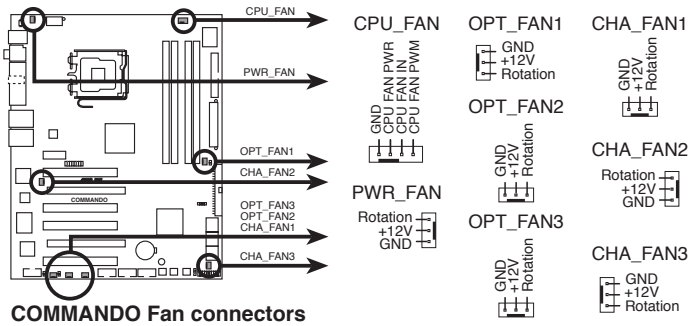 CPU_FAN
PWR_FAN
OPT_FAN1
CHA_FAN2
OPT_FAN3
OPT_FAN2
CHA_FAN1
CHA_FAN3
COMMANDO
COMMANDO Fan connectors
CPU_FAN
GND
CPU FAN PWR
CPU FAN IN
CPU FAN PWM
PWR_FAN
Rotation
+12V
GND
OPT_FAN1
GND
+12V
Rotation
OPT_FAN2
GND
+12V
Rotation
OPT_FAN3
GND
+12V
Rotation
CHA_FAN1
GND
+12V
Rotation
CHA_FAN2
Rotation
+12V
GND
CHA_FAN3
GND
+12V
Rotation